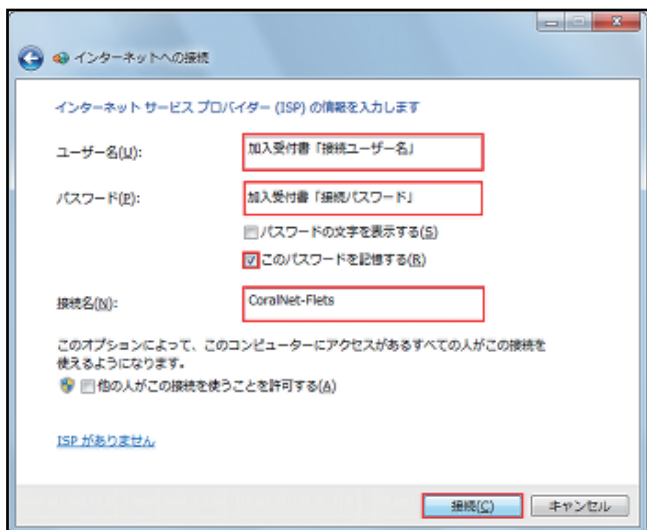 インターネットへの接続
インターネット サービス プロバイダー (ISP) の情報を入力します
ユーザー名(U):
加入受付書「接続ユーザー名」
パスワード(P):
加入受付書「接続パスワード」
パスワードの文字を表示する(S)
このパスワードを記憶する(R)
接続名(N):
CoralNet-Flets
このオプションによって、このコンピューターにアクセスがあるすべての人がこの接続を
使えるようになります。
他の人がこの接続を使うことを許可する(A)
ISP がありません
接続(C)
キャンセル